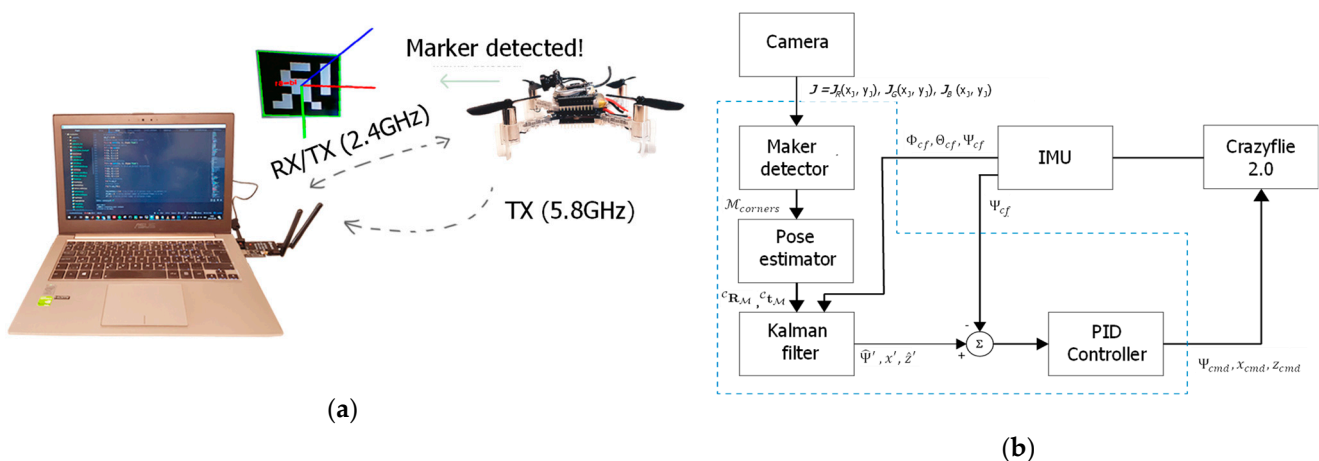 Marker detected!
RX/TX (2.4GHz)
TX (5.8GHz)
(a)
Camera
J = J_R(x_J, y_J), J_G(x_J, y_J), J_B (x_J, y_J)
Maker
detector
Φ_cf, Θ_cf, Ψ_cf
IMU
Crazyflie
2.0
ℳ_corners
Ψ_cf
Pose
estimator
ᶜR_ℳ , ᶜt_ℳ
Kalman
filter
Ψ̂′, x′, ẑ′
-
+
Σ
PID
Controller
Ψ_cmd, x_cmd, z_cmd
(b)